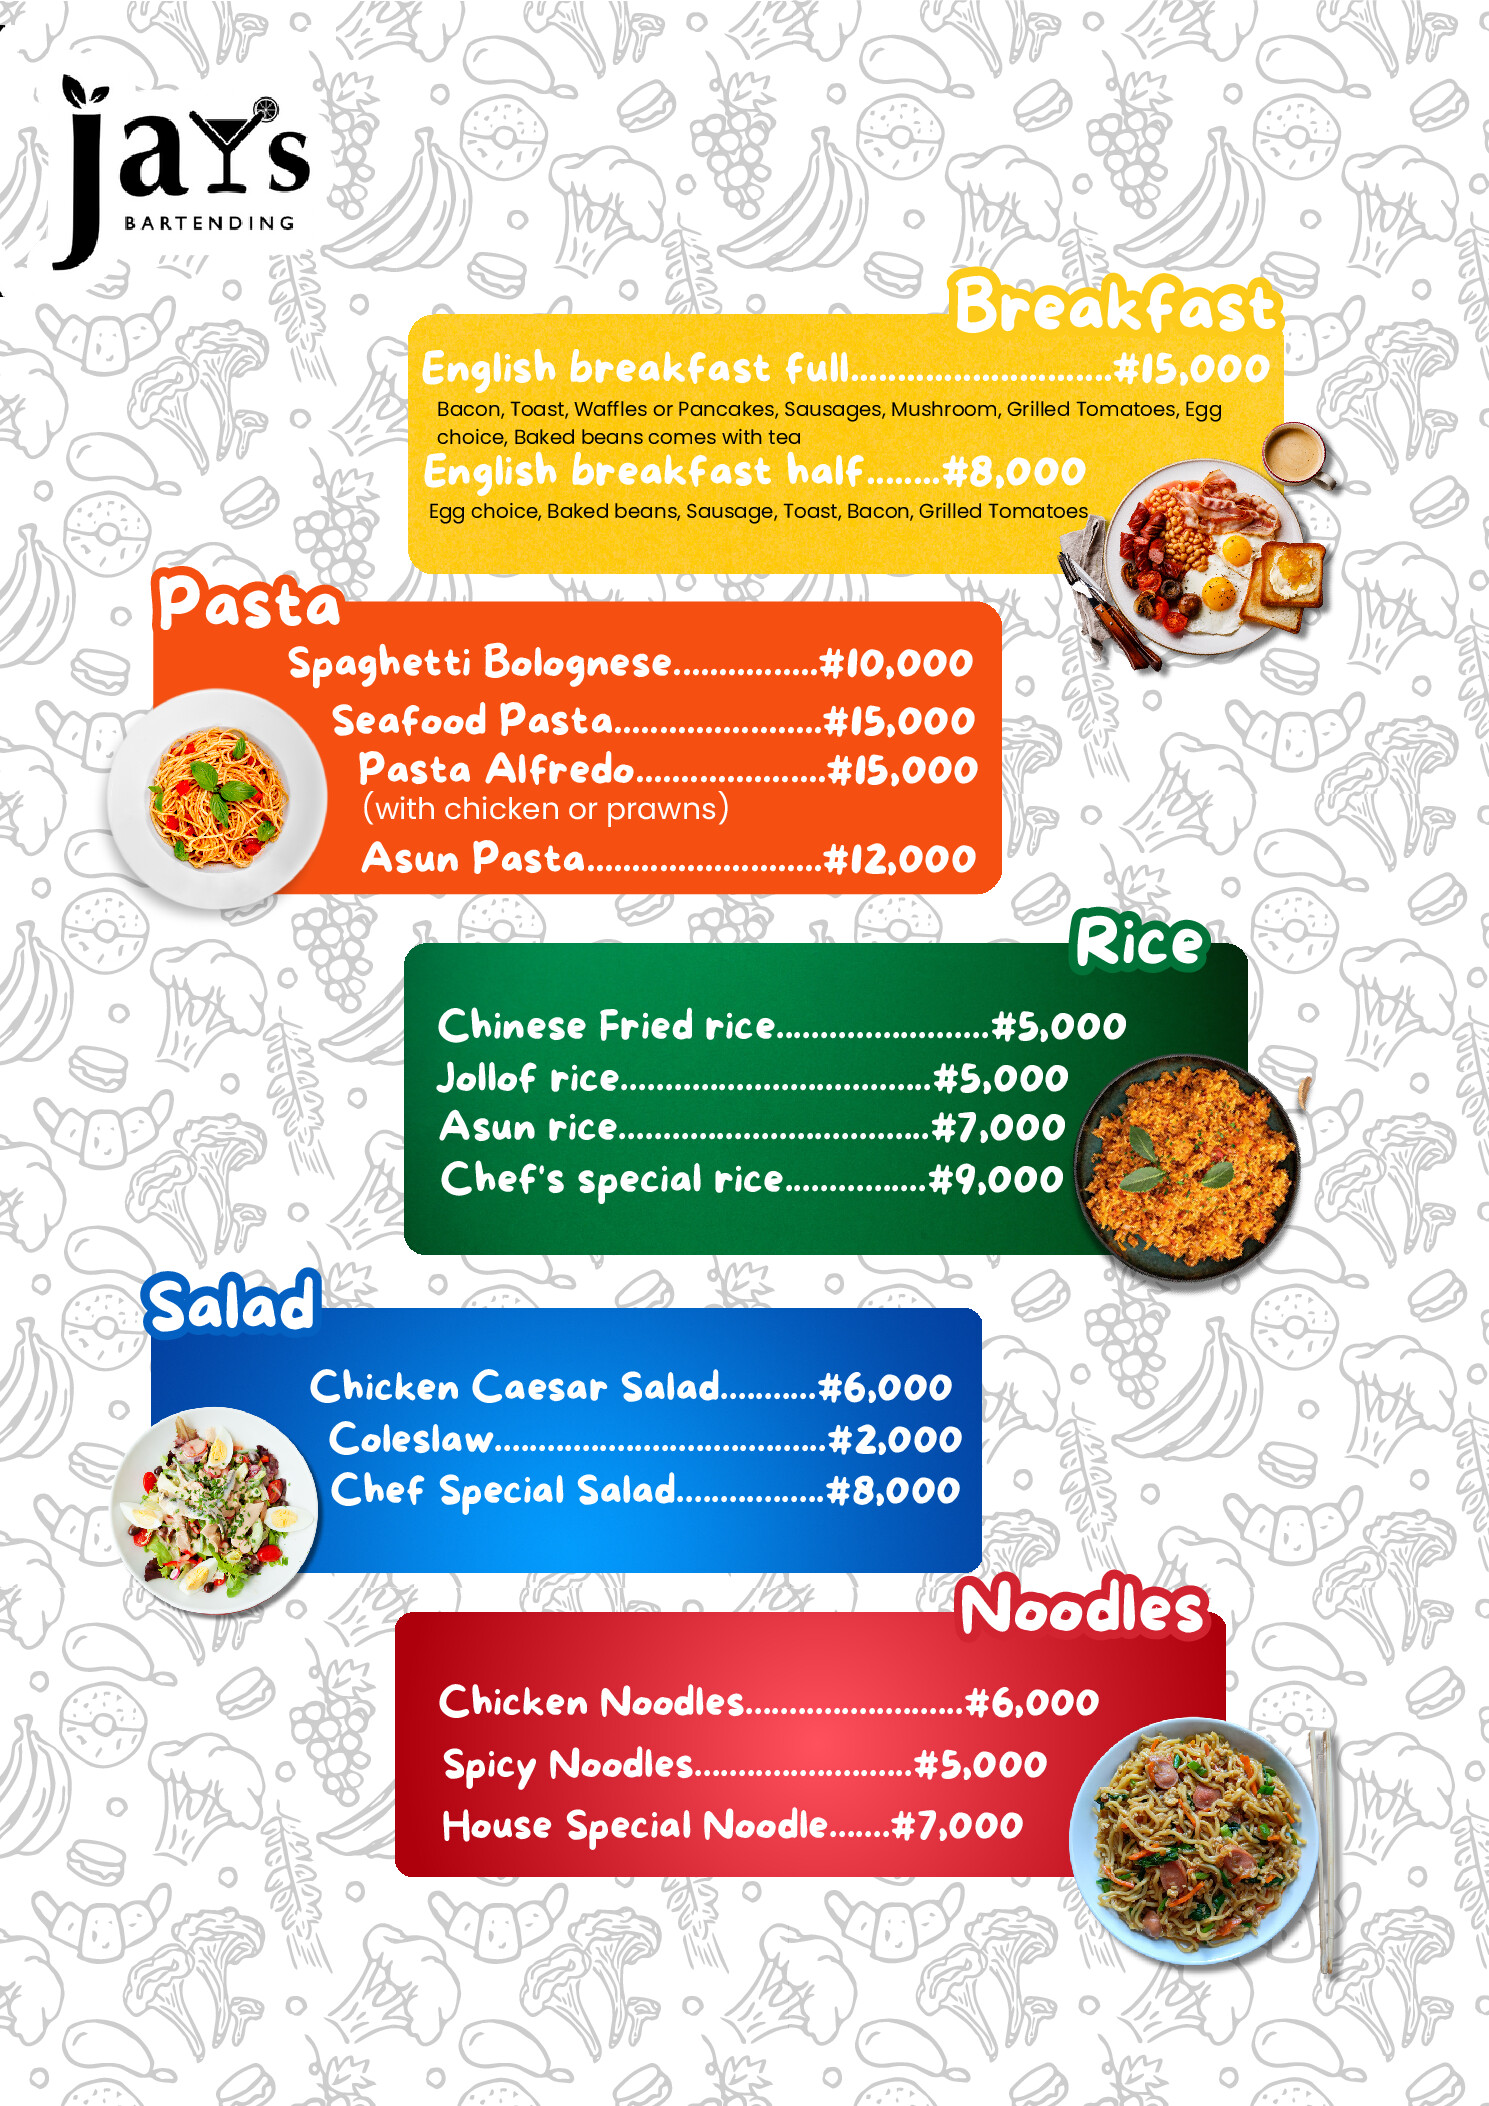 jays
BARTENDING
Breakfast
English breakfast full............................#15,000
Bacon, Toast, Waffles or Pancakes, Sausages, Mushroom, Grilled Tomatoes, Egg
choice, Baked beans comes with tea
English breakfast half........#8,000
Egg choice, Baked beans, Sausage, Toast, Bacon, Grilled Tomatoes
Pasta
Spaghetti Bolognese................#10,000
Seafood Pasta.......................#15,000
Pasta Alfredo.....................#15,000
(with chicken or prawns)
Asun Pasta..........................#12,000
Rice
Chinese Fried rice.......................#5,000
Jollof rice..................................#5,000
Asun rice..................................#7,000
Chef's special rice................#9,000
Salad
Chicken Caesar Salad...........#6,000
Coleslaw......................................#2,000
Chef Special Salad.................#8,000
Noodles
Chicken Noodles.........................#6,000
Spicy Noodles.........................#5,000
House Special Noodle.......#7,000